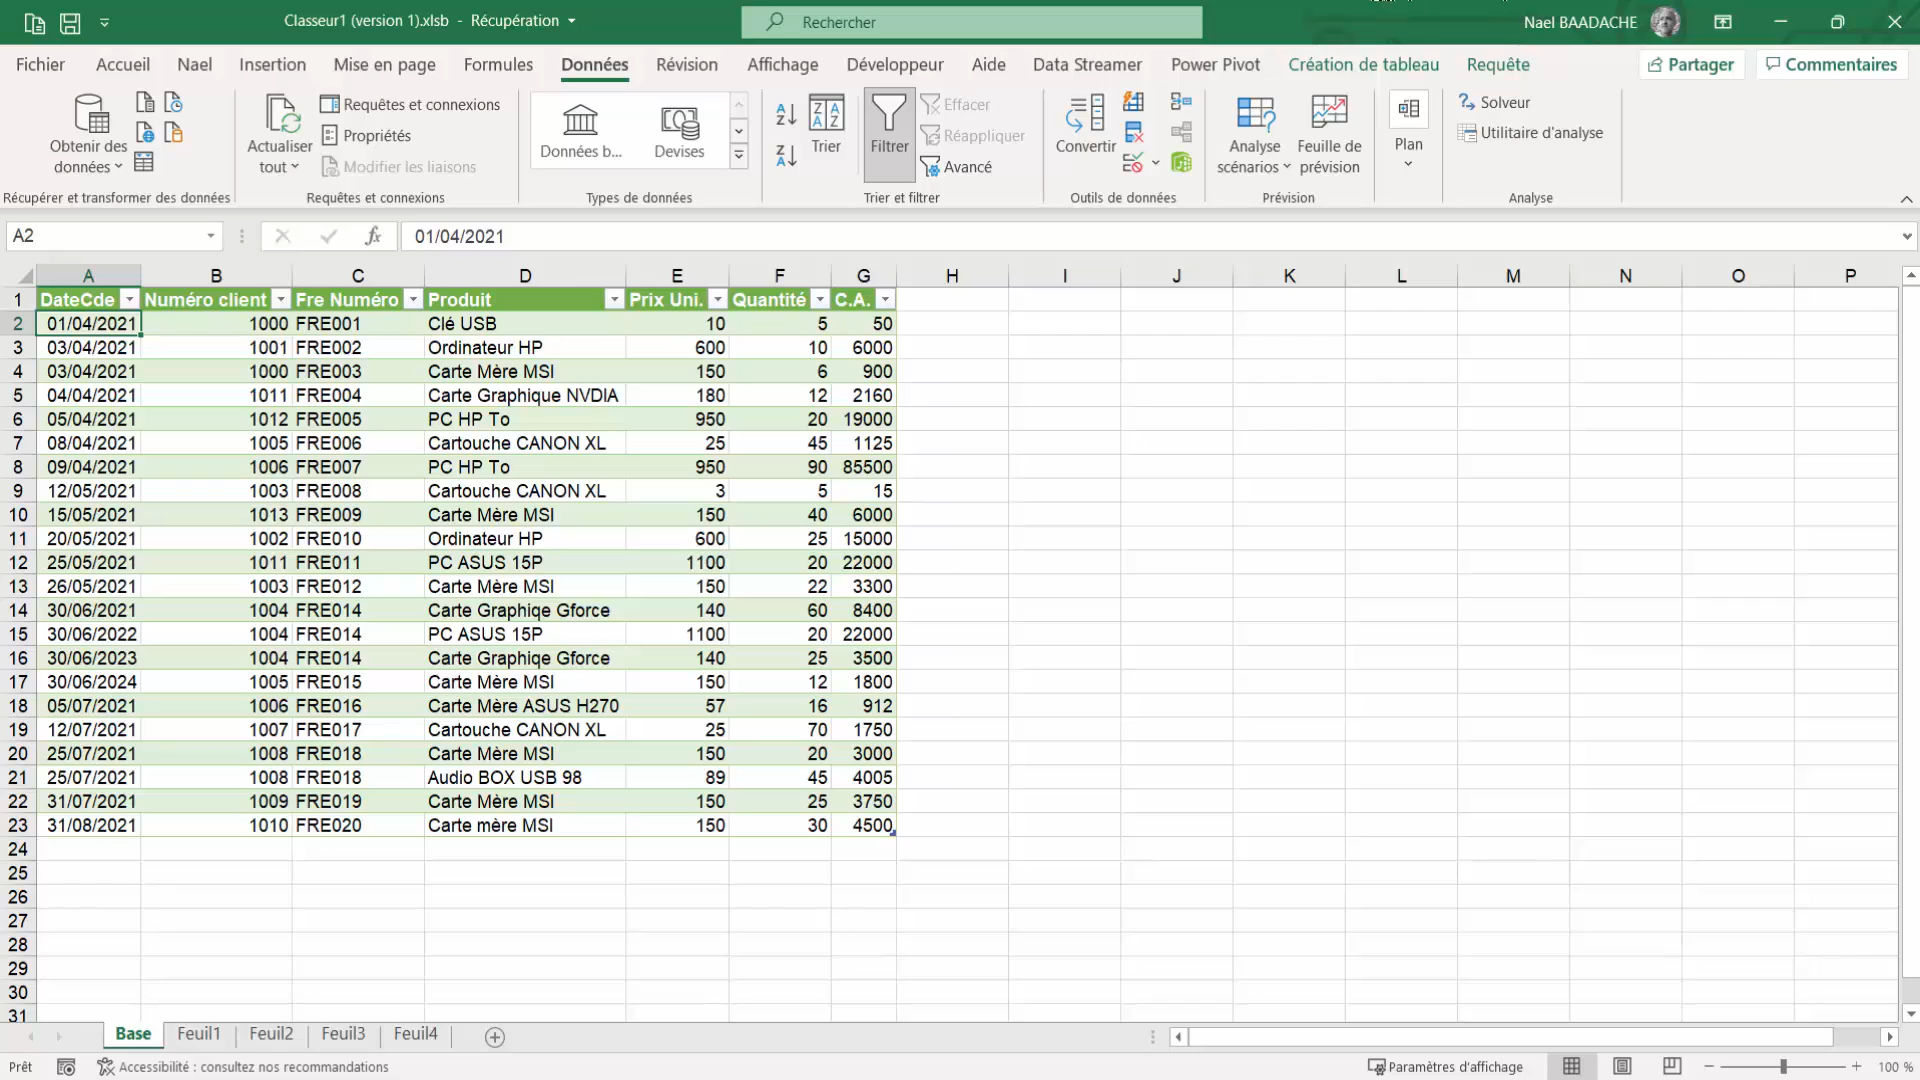 Classeur1 (version 1).xlsb - Récupération
Rechercher
Nael BAADACHE
Fichier Accueil Nael Insertion Mise en page Formules Données Révision Affichage Développeur Aide Data Streamer Power Pivot Création de tableau Requête Partager Commentaires
Obtenir des données
Actualiser tout
Requêtes et connexions
Propriétés
Modifier les liaisons
Données b...
Devises
Trier
Filtrer
Effacer
Réappliquer
Avancé
Convertir
Analyse scénarios
Feuille de prévision
Plan
Solveur
Utilitaire d'analyse
Récupérer et transformer des données Requêtes et connexions Types de données Trier et filtrer Outils de données Prévision Analyse
A2 fx 01/04/2021
A B C D E F G H I J K L M N O P
1 DateCde Numéro client Fre Numéro Produit Prix Uni. Quantité C.A.
2 01/04/2021 1000 FRE001 Clé USB 10 5 50
3 03/04/2021 1001 FRE002 Ordinateur HP 600 10 6000
4 03/04/2021 1000 FRE003 Carte Mère MSI 150 6 900
5 04/04/2021 1011 FRE004 Carte Graphique NVDIA 180 12 2160
6 05/04/2021 1012 FRE005 PC HP To 950 20 19000
7 08/04/2021 1005 FRE006 Cartouche CANON XL 25 45 1125
8 09/04/2021 1006 FRE007 PC HP To 950 90 85500
9 12/05/2021 1003 FRE008 Cartouche CANON XL 3 5 15
10 15/05/2021 1013 FRE009 Carte Mère MSI 150 40 6000
11 20/05/2021 1002 FRE010 Ordinateur HP 600 25 15000
12 25/05/2021 1011 FRE011 PC ASUS 15P 1100 20 22000
13 26/05/2021 1003 FRE012 Carte Mère MSI 150 22 3300
14 30/06/2021 1004 FRE014 Carte Graphiqe Gforce 140 60 8400
15 30/06/2022 1004 FRE014 PC ASUS 15P 1100 20 22000
16 30/06/2023 1004 FRE014 Carte Graphiqe Gforce 140 25 3500
17 30/06/2024 1005 FRE015 Carte Mère MSI 150 12 1800
18 05/07/2021 1006 FRE016 Carte Mère ASUS H270 57 16 912
19 12/07/2021 1007 FRE017 Cartouche CANON XL 25 70 1750
20 25/07/2021 1008 FRE018 Carte Mère MSI 150 20 3000
21 25/07/2021 1008 FRE018 Audio BOX USB 98 89 45 4005
22 31/07/2021 1009 FRE019 Carte Mère MSI 150 25 3750
23 31/08/2021 1010 FRE020 Carte mère MSI 150 30 4500
24
25
26
27
28
29
30
31
Base Feuil1 Feuil2 Feuil3 Feuil4
Prêt Accessibilité : consultez nos recommandations Paramètres d'affichage 100 %